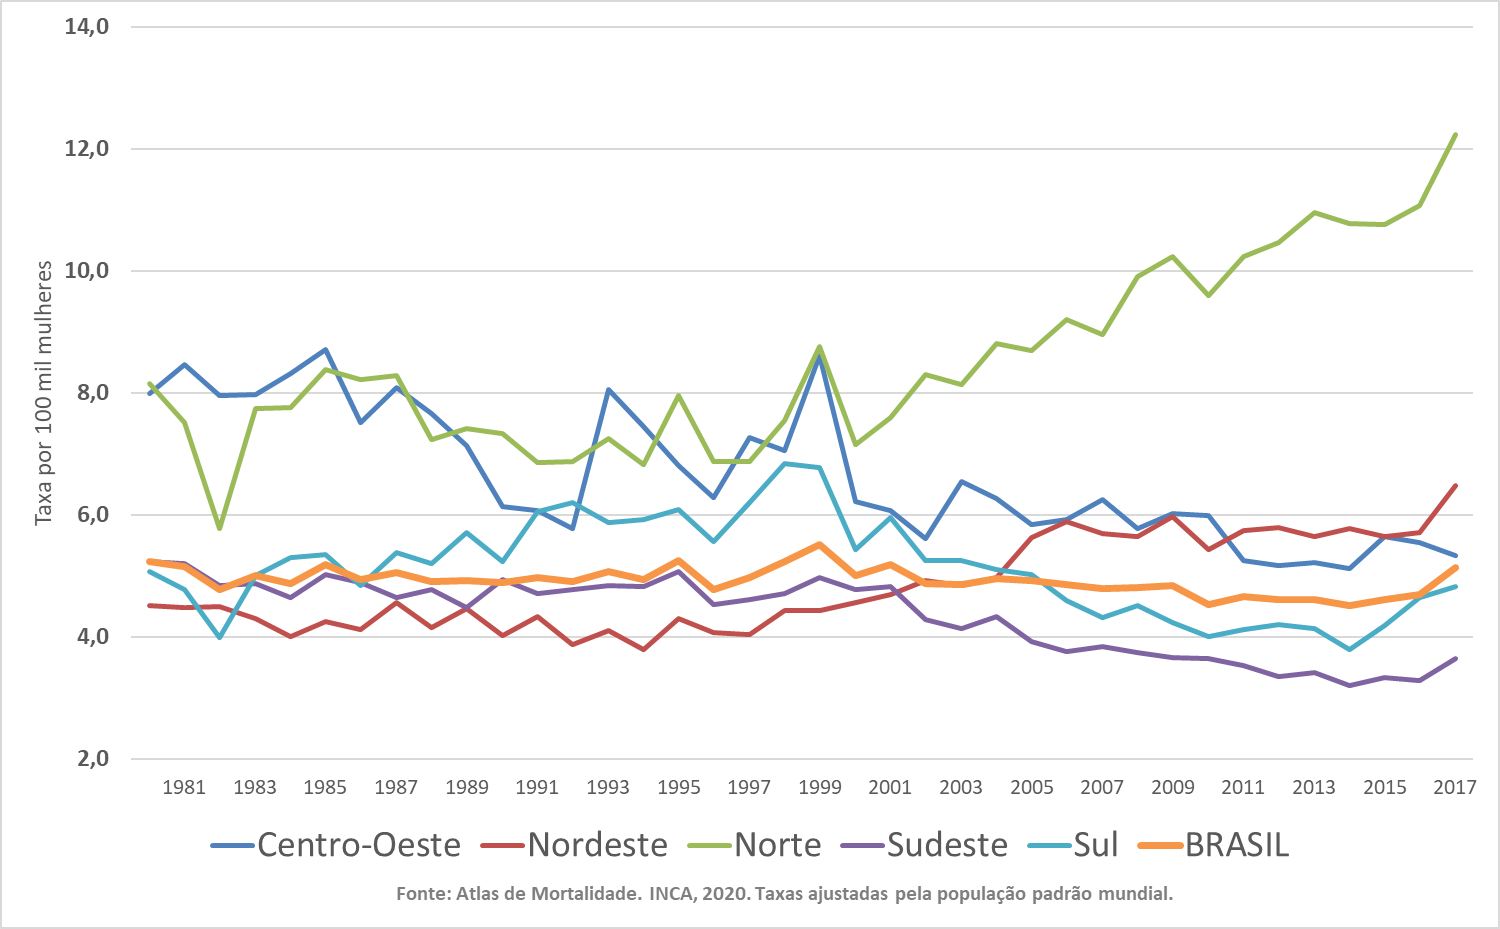 14,0
12,0
10,0
8,0
6,0
4,0
2,0
Taxa por 100 mil mulheres
1981 1983 1985 1987 1989 1991 1993 1995 1997 1999 2001 2003 2005 2007 2009 2011 2013 2015 2017
Centro-Oeste Nordeste Norte Sudeste Sul BRASIL
Fonte: Atlas de Mortalidade. INCA, 2020. Taxas ajustadas pela população padrão mundial.